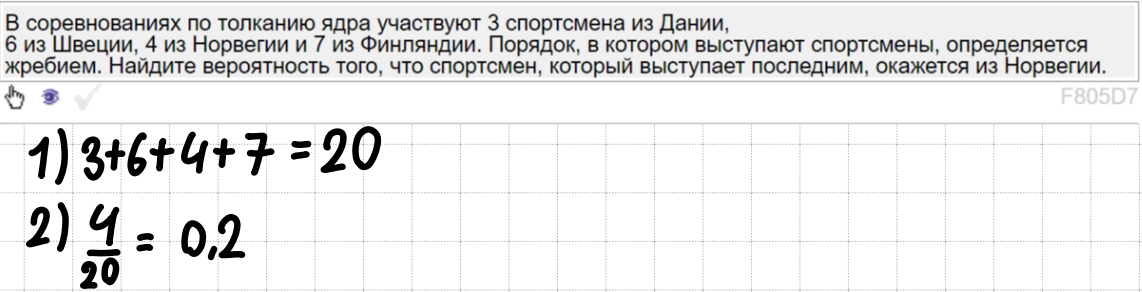 В соревнованиях по толканию ядра участвуют 3 спортсмена из Дании,
6 из Швеции, 4 из Норвегии и 7 из Финляндии. Порядок, в котором выступают спортсмены, определяется
жребием. Найдите вероятность того, что спортсмен, который выступает последним, окажется из Норвегии.
F805D7
1) 3+6+4+7 = 20
2) 4/20 = 0,2